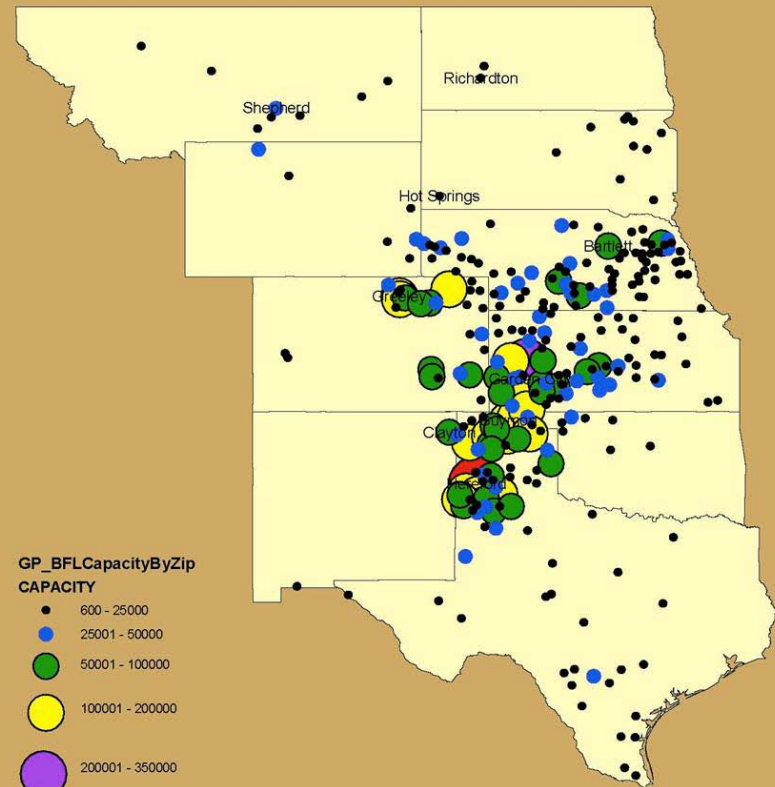 Richardton
Shepherd
Hot Springs
Bartlett
Greeley
Garden City
Guymon
Clayton
Hereford
GP_BFLCapacityByZip
CAPACITY
600 - 25000
25001 - 50000
50001 - 100000
100001 - 200000
200001 - 350000